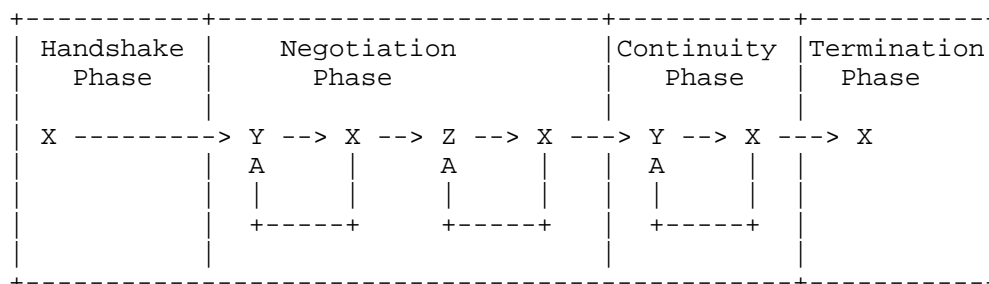 Handshake Negotiation Continuity Termination
Phase Phase Phase Phase
X ---------> Y --> X --> Z --> X ---> Y --> X ---> X
A A A
+-----+ +-----+ +-----+